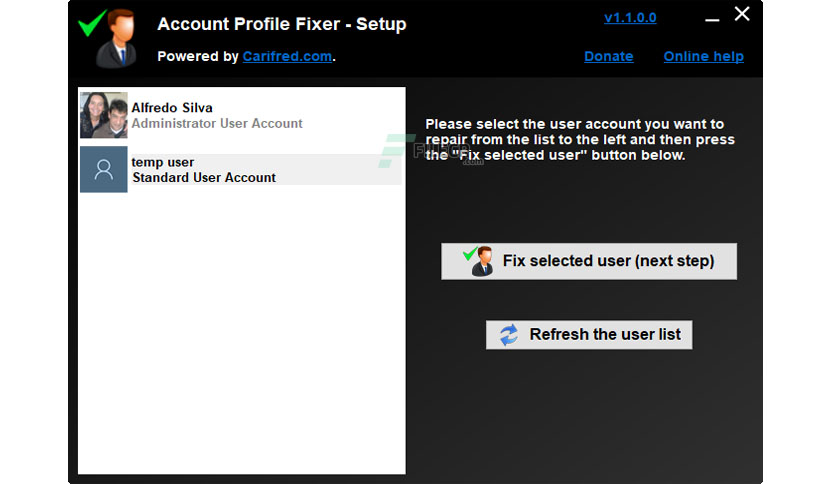 Account Profile Fixer - Setup
v1.1.0.0
Powered by Carifred.com.
Donate
Online help
Alfredo Silva
Administrator User Account
temp user
Standard User Account
Please select the user account you want to
repair from the list to the left and then press
the "Fix selected user" button below.
Fix selected user (next step)
Refresh the user list